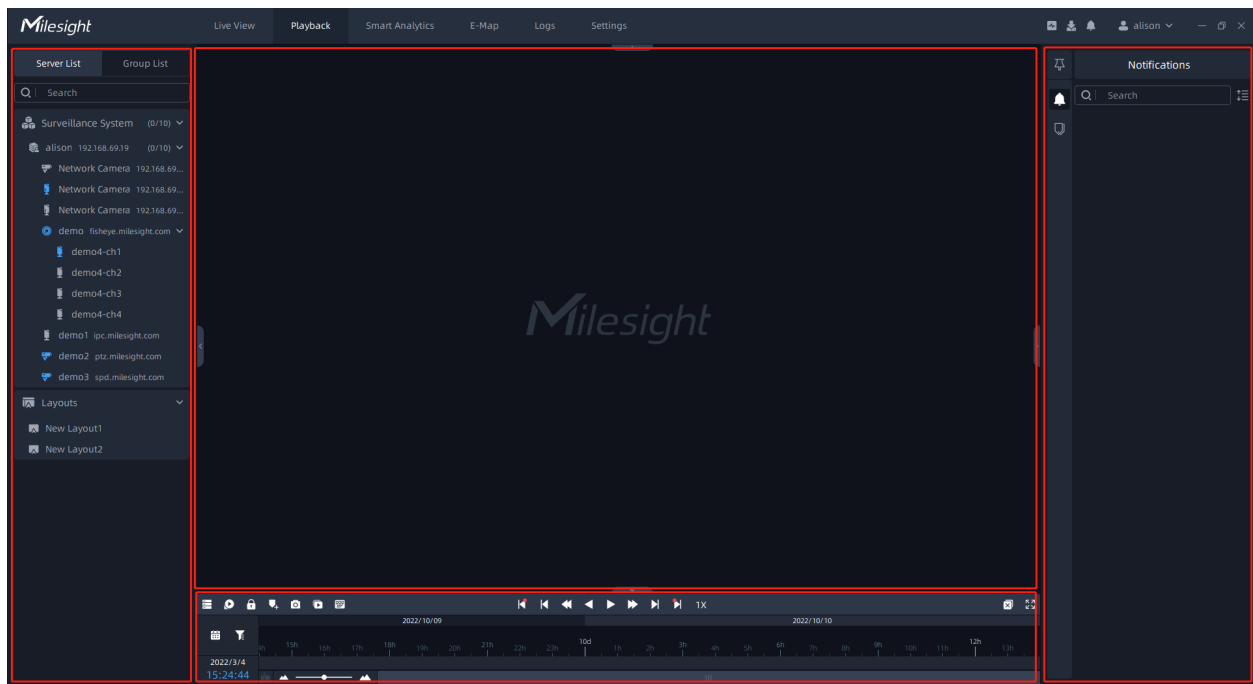 Milesight Live View Playback Smart Analytics E-Map Logs Settings alison
Server List Group List
Search
Surveillance System (0/10)
alison 192.168.69.19 (0/10)
Network Camera 192.168.69...
Network Camera 192.168.69...
Network Camera 192.168.69...
demo fisheye.milesight.com
demo4-ch1
demo4-ch2
demo4-ch3
demo4-ch4
demo1 ipc.milesight.com
demo2 ptz.milesight.com
demo3 spd.milesight.com
Layouts
New Layout1
New Layout2
Milesight
1X
2022/10/09 2022/10/10
15h 16h 17h 18h 19h 20h 21h 22h 23h 10d 1h 2h 3h 4h 5h 6h 7h 8h 9h 10h 11h 12h 13h
2022/3/4
15:24:44
Notifications
Search